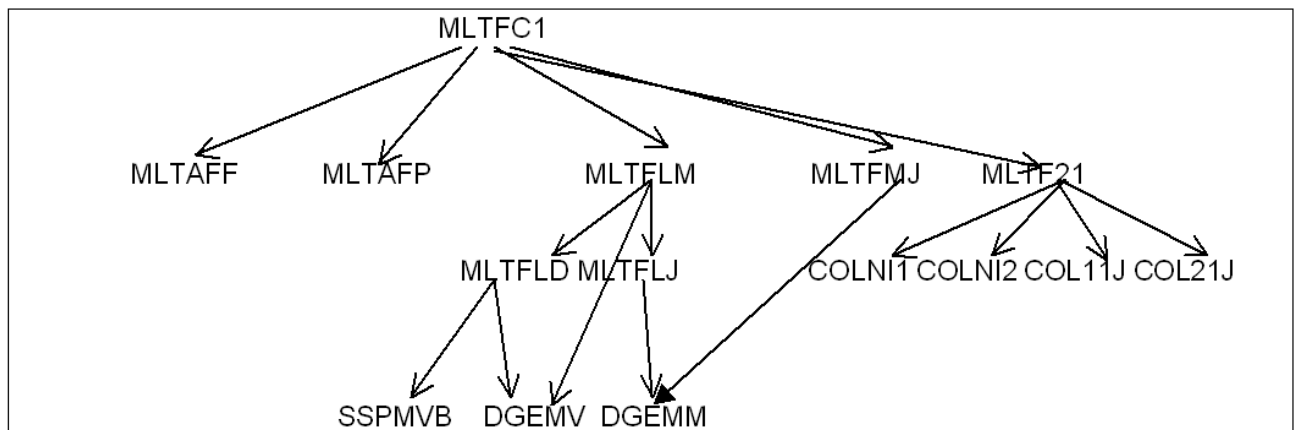 MLTFC1
MLTAFF MLTAFP MLTFLM MLTFMJ MLTF21
MLTFLD MLTFLJ COLNI1 COLNI2 COL11J COL21J
SSPMVB DGEMV DGEMM